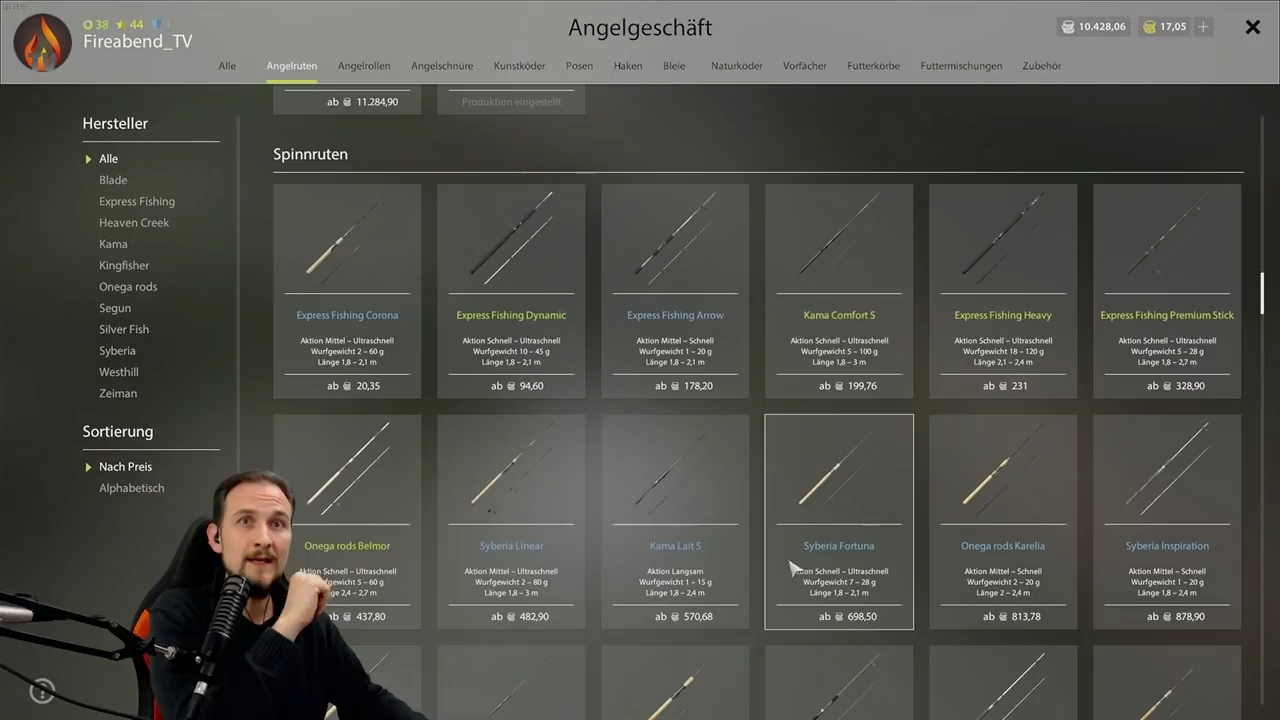 38 44
Fireabend_TV
Angelgeschäft
10.428,06 17,05 +
Alle Angelruten Angelrollen Angelschnüre Kunstköder Posen Haken Bleie Naturköder Vorfächer Futterkörbe Futtermischungen Zubehör
ab 11.284,90 Produktion eingestellt
Hersteller
Alle
Blade
Express Fishing
Heaven Creek
Kama
Kingfisher
Onega rods
Segun
Silver Fish
Syberia
Westhill
Zeiman
Sortierung
Nach Preis
Alphabetisch
Spinnruten
Express Fishing Corona
Aktion Mittel – Ultraschnell
Wurfgewicht 2 – 60 g
Länge 1,8 – 2,1 m
ab 20,35
Express Fishing Dynamic
Aktion Schnell – Ultraschnell
Wurfgewicht 10 – 45 g
Länge 1,8 – 2,1 m
ab 94,60
Express Fishing Arrow
Aktion Mittel – Schnell
Wurfgewicht 1 – 20 g
Länge 1,8 – 2,1 m
ab 178,20
Kama Comfort S
Aktion Schnell – Ultraschnell
Wurfgewicht 5 – 100 g
Länge 1,8 – 3 m
ab 199,76
Express Fishing Heavy
Aktion Schnell – Ultraschnell
Wurfgewicht 18 – 120 g
Länge 2,1 – 2,4 m
ab 231
Express Fishing Premium Stick
Aktion Schnell – Ultraschnell
Wurfgewicht 5 – 28 g
Länge 1,8 – 2,7 m
ab 328,90
Onega rods Belmor
Schnell – Ultraschnell
5 – 60 g
2,4 – 2,7 m
437,80
Syberia Linear
Aktion Mittel – Ultraschnell
Wurfgewicht 2 – 80 g
Länge 1,8 – 3 m
ab 482,90
Kama Lait S
Aktion Langsam
Wurfgewicht 1 – 15 g
Länge 1,8 – 2,4 m
ab 570,68
Syberia Fortuna
Aktion Schnell – Ultraschnell
Wurfgewicht 7 – 28 g
Länge 1,8 – 2,1 m
ab 698,50
Onega rods Karelia
Aktion Mittel – Schnell
Wurfgewicht 2 – 20 g
Länge 2 – 2,4 m
ab 813,78
Syberia Inspiration
Aktion Mittel – Schnell
Wurfgewicht 1 – 20 g
Länge 1,8 – 2,4 m
ab 878,90